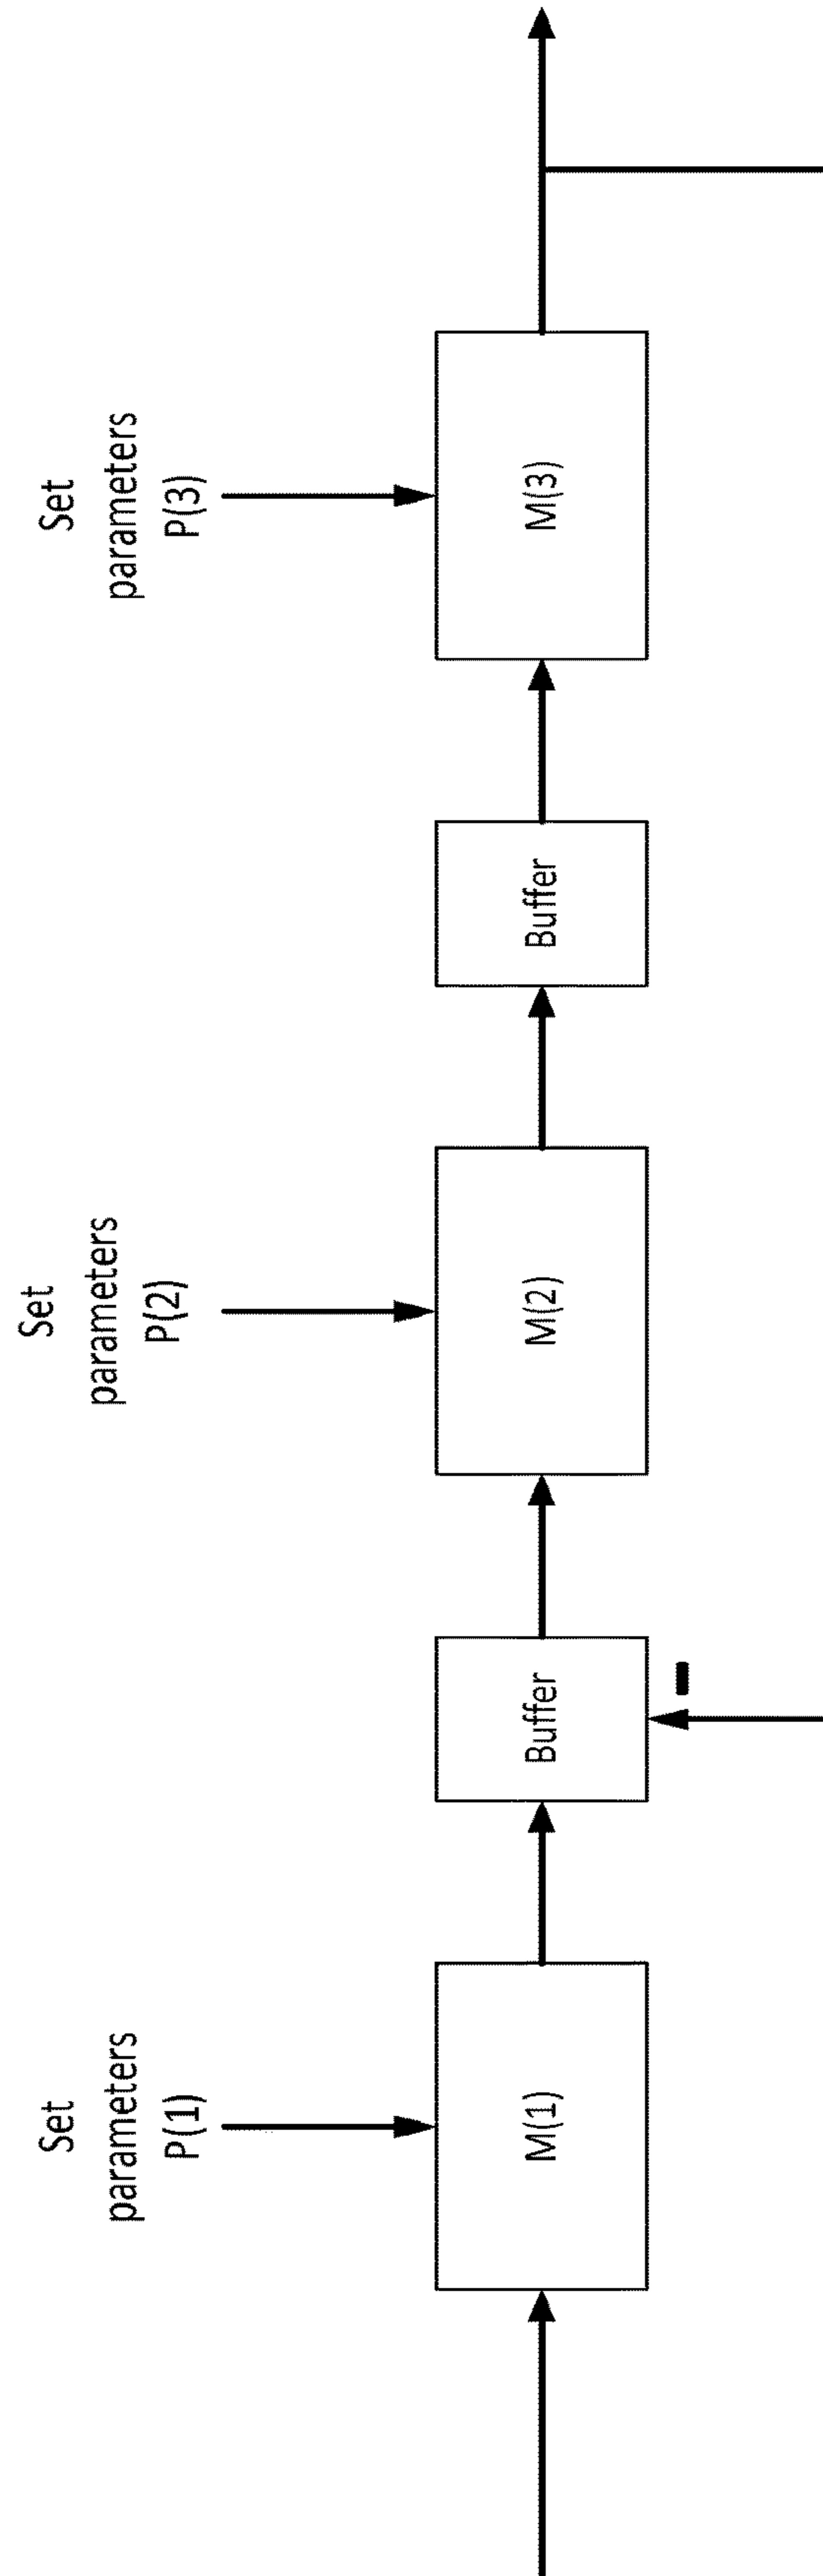 Set
parameters
P(1)
Set
parameters
P(2)
Set
parameters
P(3)
M(1)
Buffer
M(2)
Buffer
M(3)